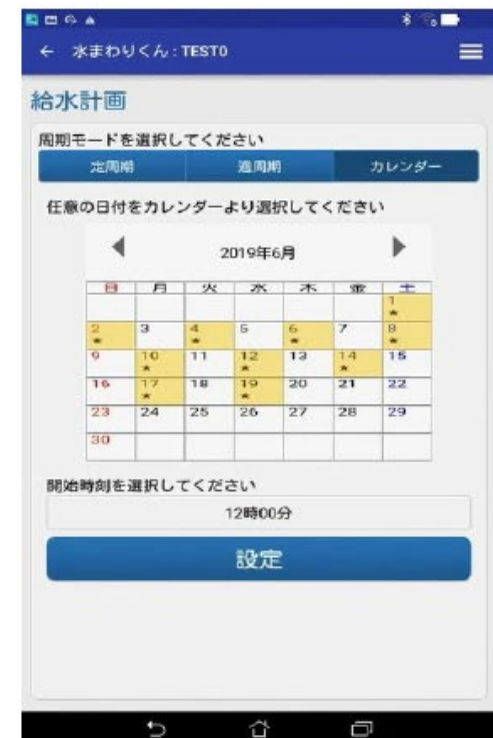 ← 水まわりくん : TEST0
給水計画
周期モードを選択してください
定周期 週周期 カレンダー
任意の日付をカレンダーより選択してください
2019年6月
日 月 火 水 木 金 土
1
*
2 3 4 5 6 7 8
* * * *
9 10 11 12 13 14 15
* * *
16 17 18 19 20 21 22
* *
23 24 25 26 27 28 29
30
開始時刻を選択してください
12時00分
設定